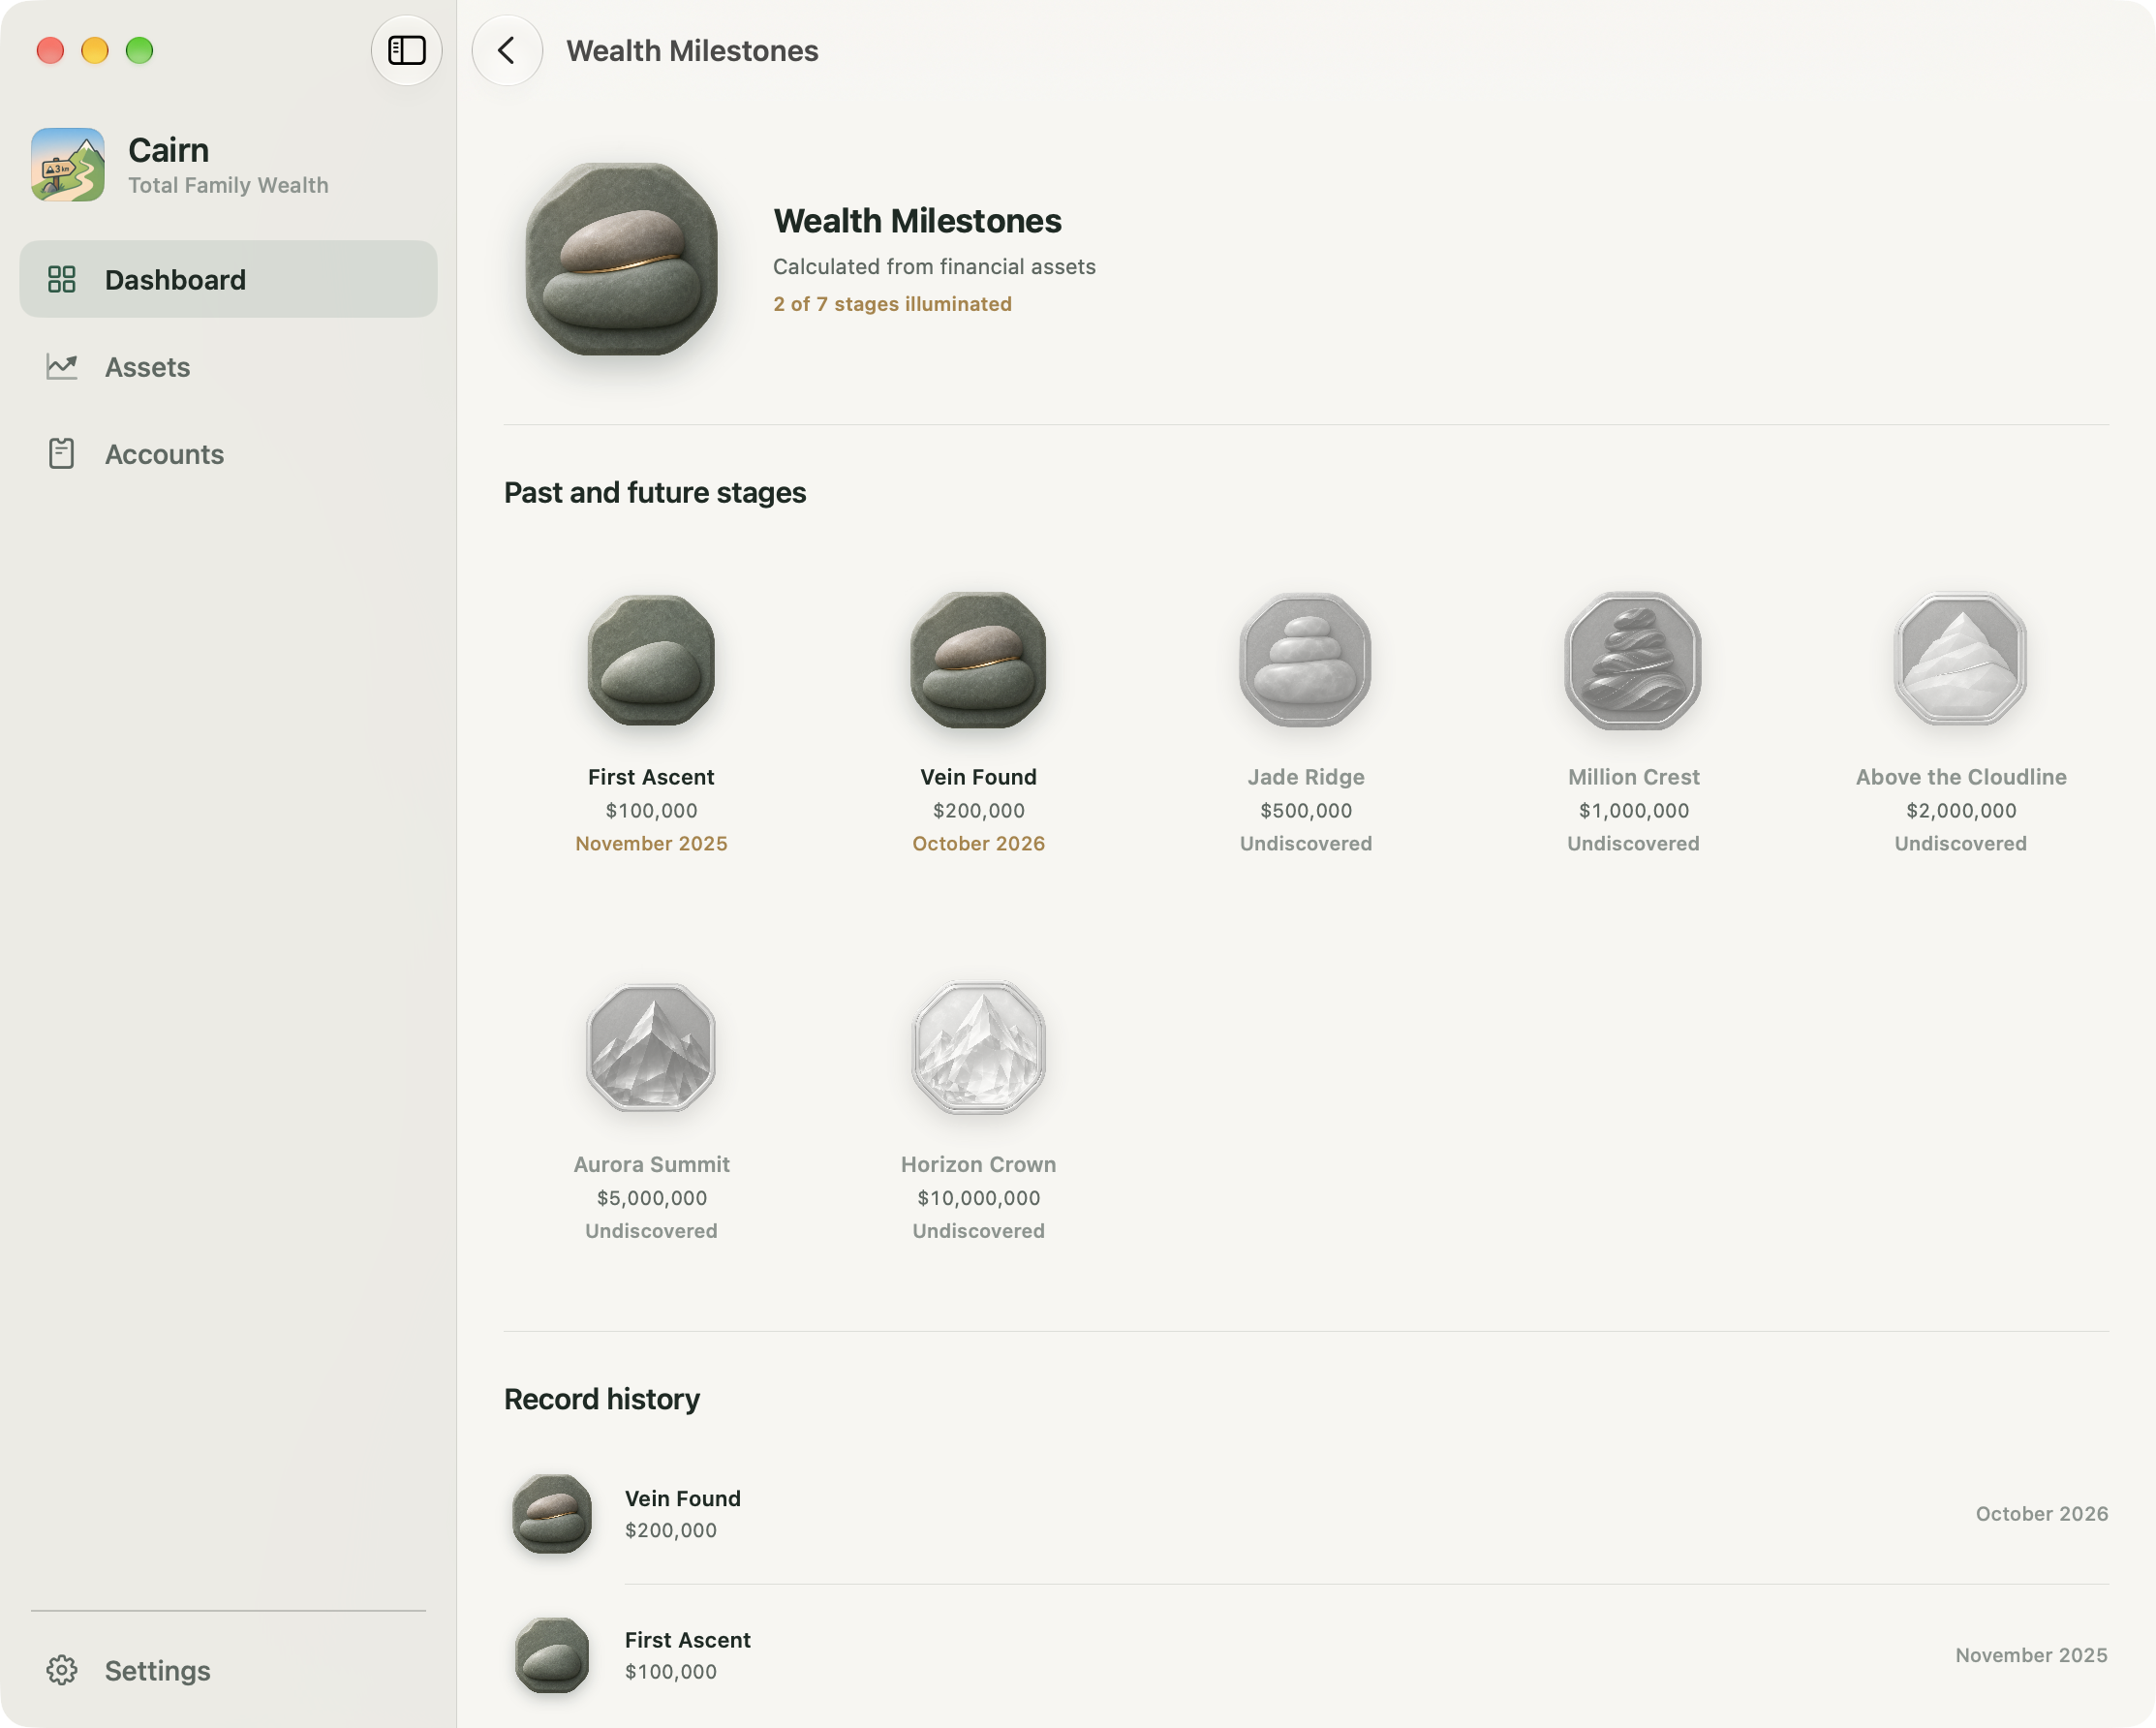 Wealth Milestones
Cairn
Total Family Wealth
Dashboard
Assets
Accounts
Settings
Wealth Milestones
Calculated from financial assets
2 of 7 stages illuminated
Past and future stages
First Ascent
$100,000
November 2025
Vein Found
$200,000
October 2026
Jade Ridge
$500,000
Undiscovered
Million Crest
$1,000,000
Undiscovered
Above the Cloudline
$2,000,000
Undiscovered
Aurora Summit
$5,000,000
Undiscovered
Horizon Crown
$10,000,000
Undiscovered
Record history
Vein Found
$200,000
October 2026
First Ascent
$100,000
November 2025